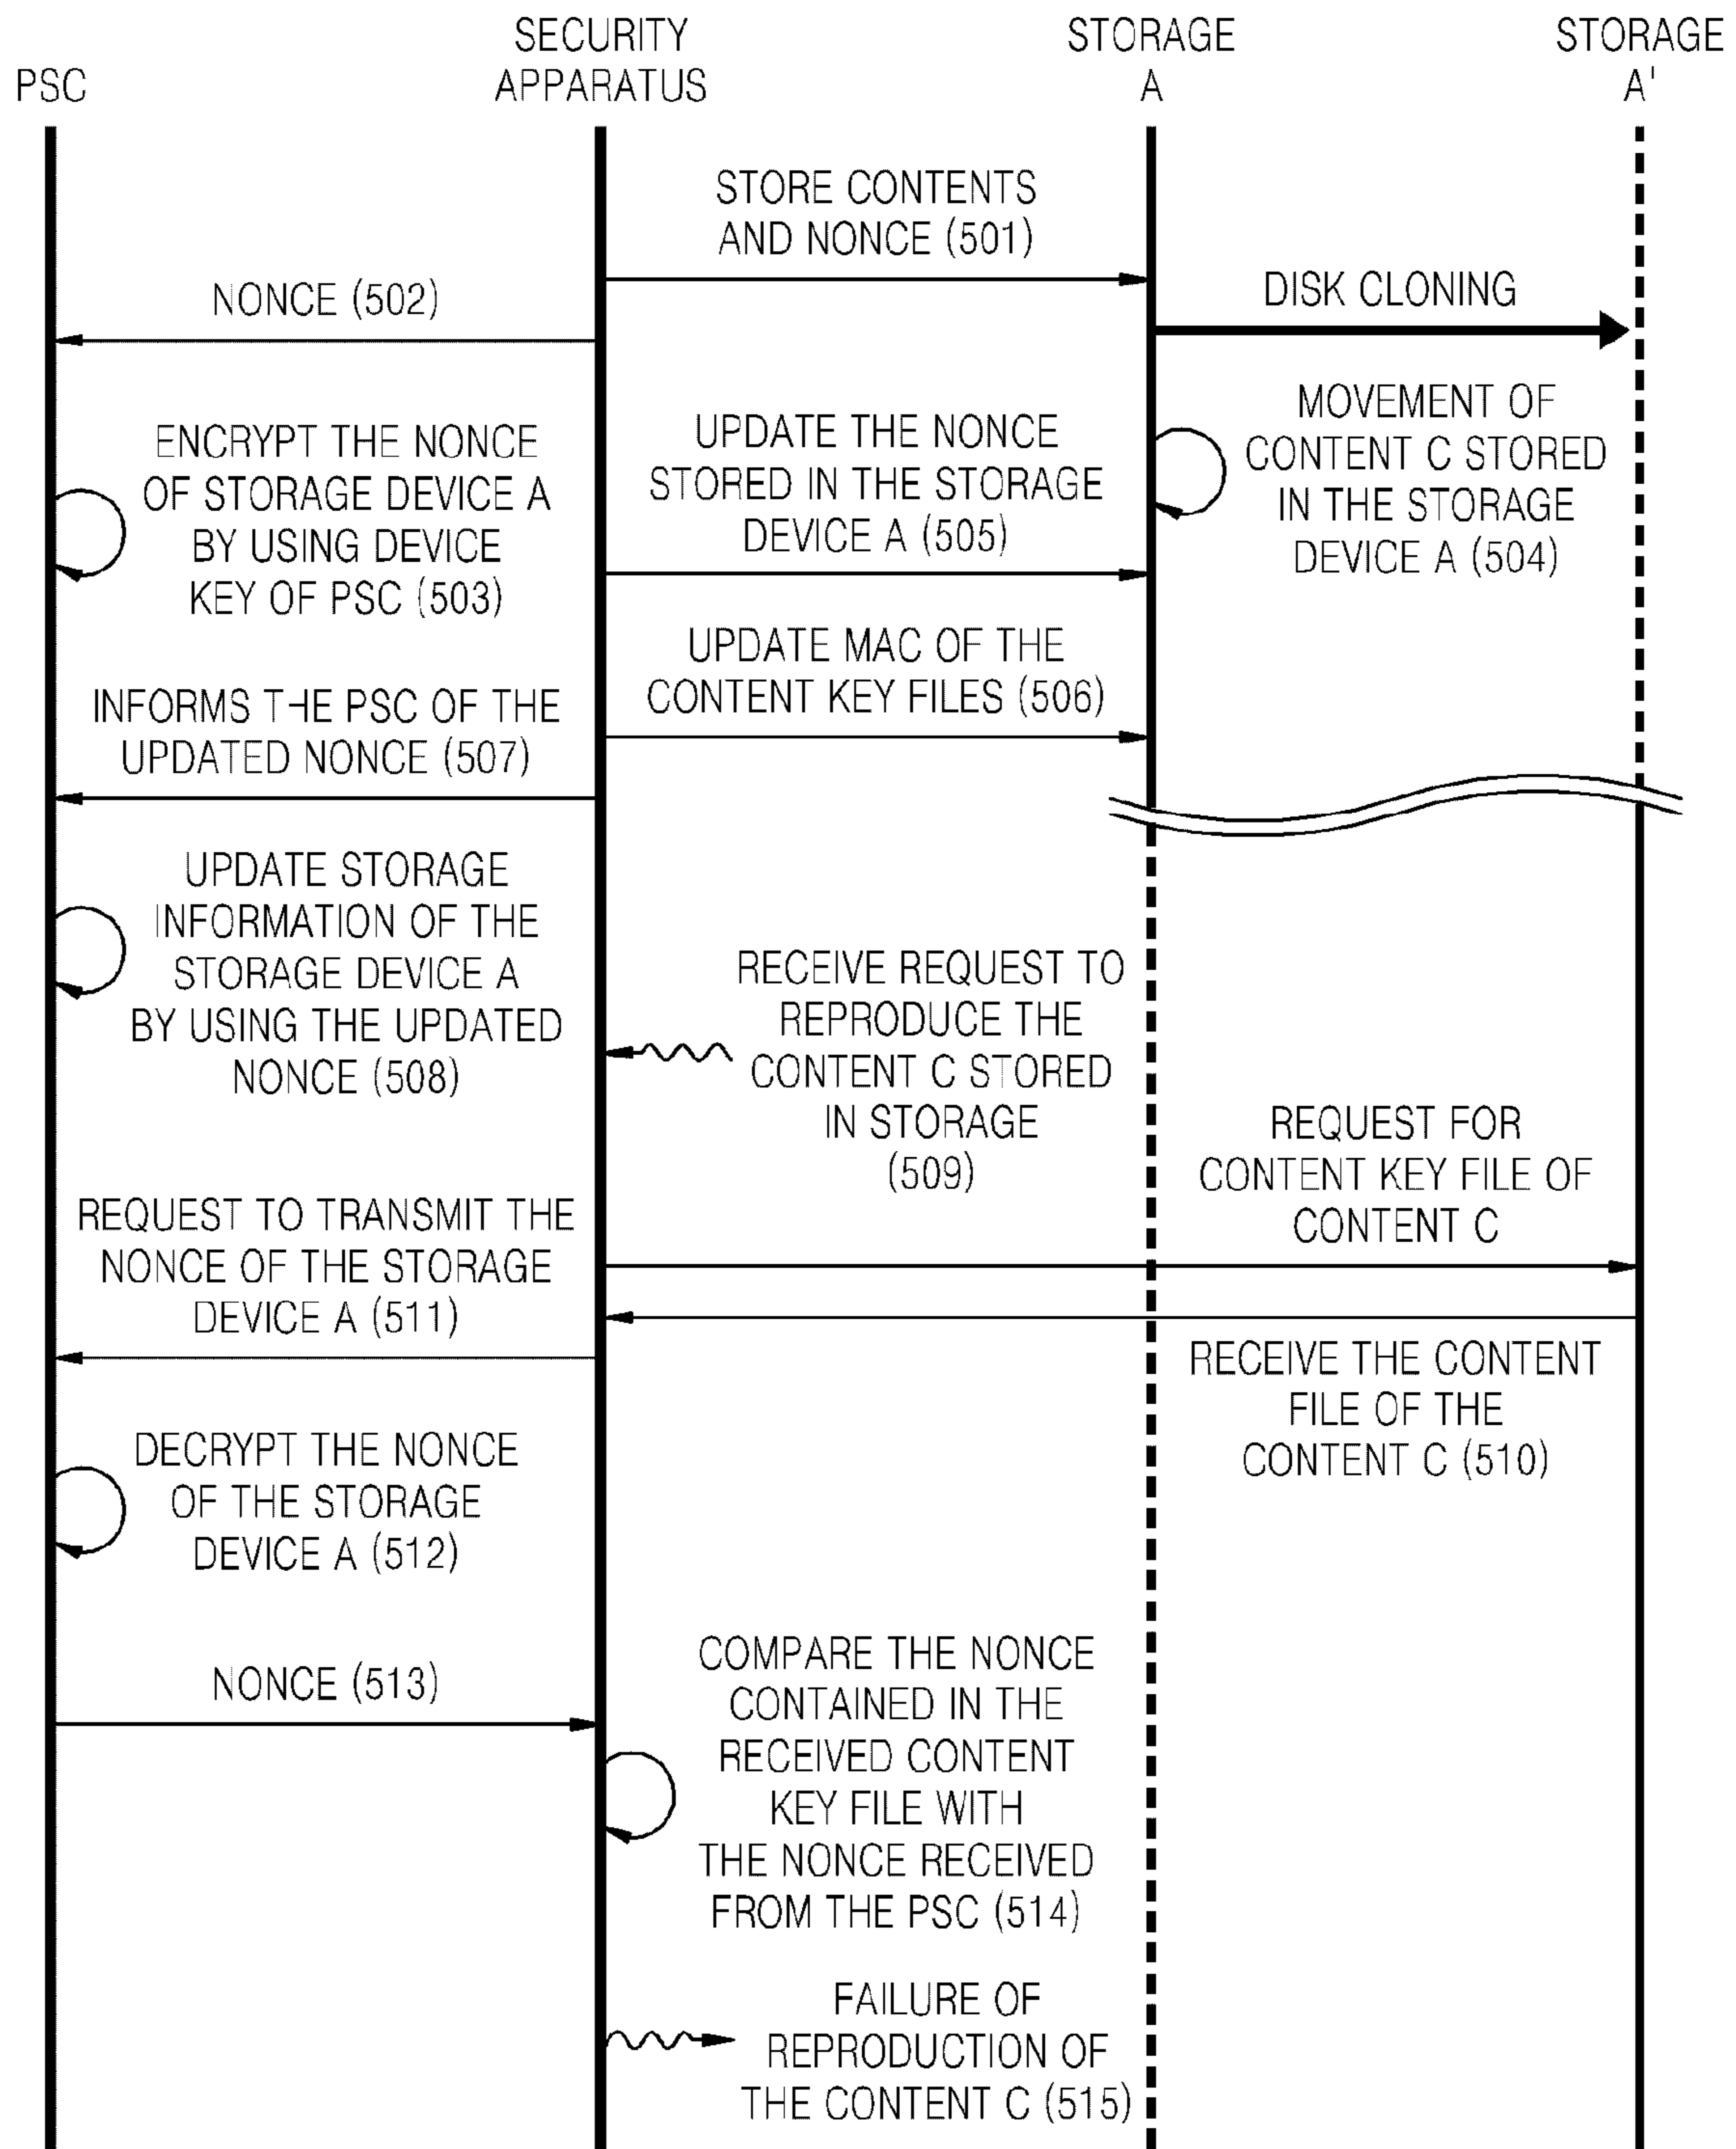 PSC
SECURITY
APPARATUS
STORAGE
A
STORAGE
A'
STORE CONTENTS
AND NONCE (501)
NONCE (502)
DISK CLONING
ENCRYPT THE NONCE
OF STORAGE DEVICE A
BY USING DEVICE
KEY OF PSC (503)
UPDATE THE NONCE
STORED IN THE STORAGE
DEVICE A (505)
MOVEMENT OF
CONTENT C STORED
IN THE STORAGE
DEVICE A (504)
UPDATE MAC OF THE
CONTENT KEY FILES (506)
INFORMS THE PSC OF THE
UPDATED NONCE (507)
UPDATE STORAGE
INFORMATION OF THE
STORAGE DEVICE A
BY USING THE UPDATED
NONCE (508)
RECEIVE REQUEST TO
REPRODUCE THE
CONTENT C STORED
IN STORAGE
(509)
REQUEST FOR
CONTENT KEY FILE OF
CONTENT C
REQUEST TO TRANSMIT THE
NONCE OF THE STORAGE
DEVICE A (511)
RECEIVE THE CONTENT
FILE OF THE
CONTENT C (510)
DECRYPT THE NONCE
OF THE STORAGE
DEVICE A (512)
NONCE (513)
COMPARE THE NONCE
CONTAINED IN THE
RECEIVED CONTENT
KEY FILE WITH
THE NONCE RECEIVED
FROM THE PSC (514)
FAILURE OF
REPRODUCTION OF
THE CONTENT C (515)